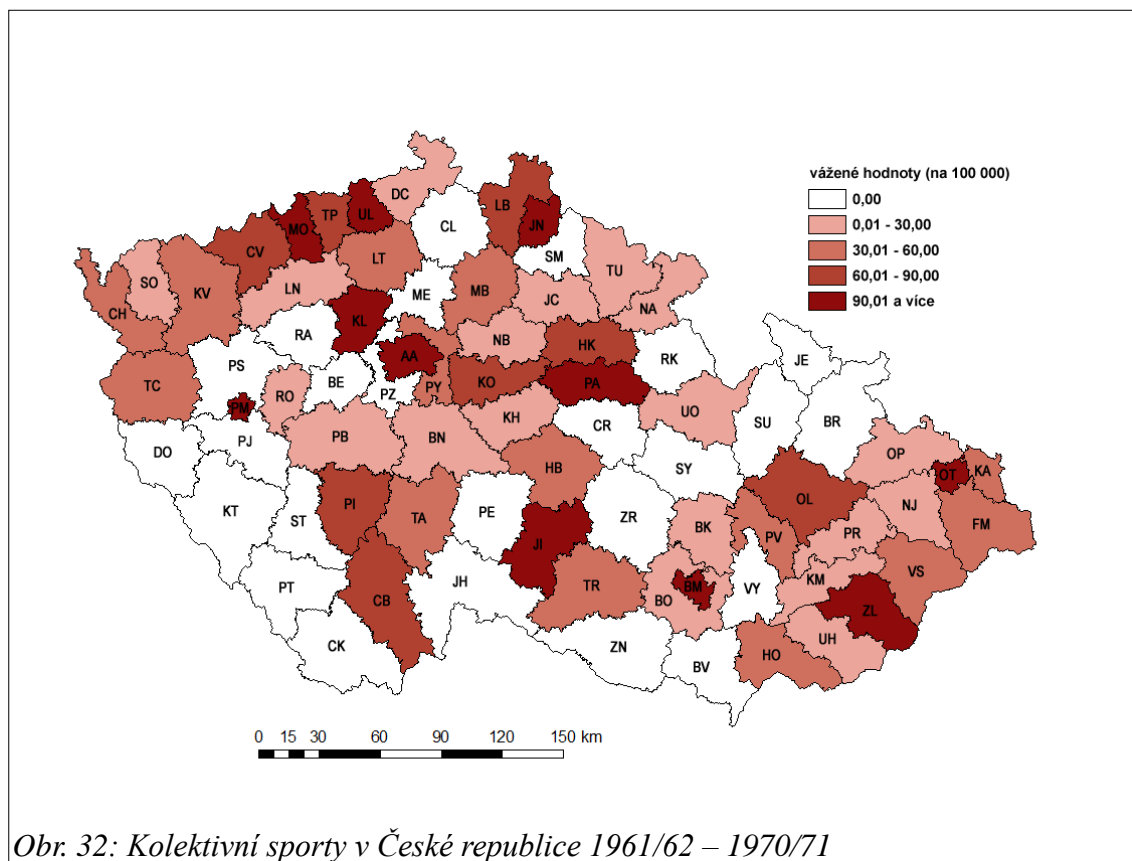 vážené hodnoty (na 100 000)
0,00
0,01 - 30,00
30,01 - 60,00
60,01 - 90,00
90,01 a více
DC
LB
TP
UL
JN
MO
CL
CV
LT
SM
TU
SO
KV
LN
ME
MB
JC
NA
CH
KL
RA
NB
HK
RK
JE
AA
PS
TC
BE
PZ
PY
KO
PA
RO
PM
UO
SU
BR
KH
CR
PB
BN
DO
PJ
SY
OP
HB
OT
KA
OL
KT
ST
PI
TA
PE
ZR
NJ
FM
BK
PV
PR
JI
VS
PT
CB
JH
TR
BO
BM
VY
KM
ZL
CK
ZN
BV
HO
UH
0 15 30 60 90 120 150 km
Obr. 32: Kolektivní sporty v České republice 1961/62 – 1970/71